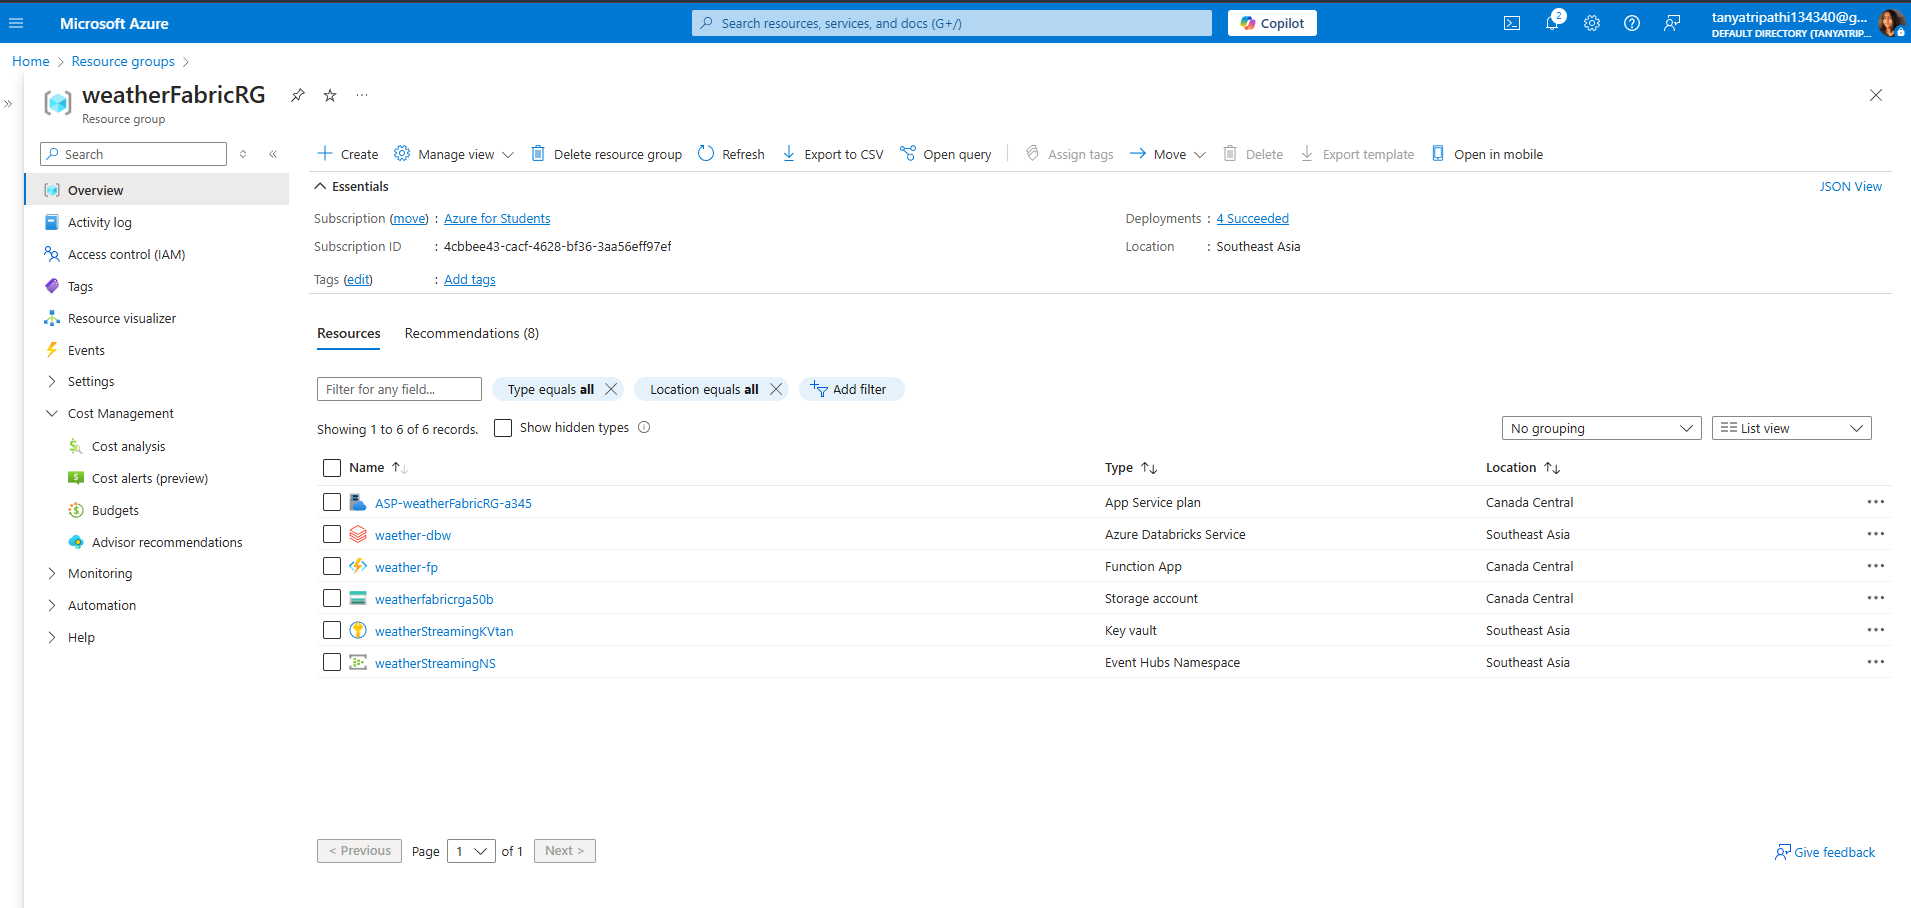 Microsoft Azure
Search resources, services, and docs (G+/)
Copilot
2
tanyatripathi134340@g...
DEFAULT DIRECTORY (TANYATRIP...
Home > Resource groups >
weatherFabricRG
Resource group
Search
Create
Manage view
Delete resource group
Refresh
Export to CSV
Open query
Assign tags
Move
Delete
Export template
Open in mobile
Overview
Activity log
Access control (IAM)
Tags
Resource visualizer
Events
Settings
Cost Management
Cost analysis
Cost alerts (preview)
Budgets
Advisor recommendations
Monitoring
Automation
Help
Essentials
JSON View
Subscription (move) : Azure for Students
Deployments : 4 Succeeded
Subscription ID : 4cbbee43-cacf-4628-bf36-3aa56eff97ef
Location : Southeast Asia
Tags (edit) : Add tags
Resources Recommendations (8)
Filter for any field...
Type equals all
Location equals all
Add filter
Showing 1 to 6 of 6 records.
Show hidden types
No grouping
List view
Name Type Location
ASP-weatherFabricRG-a345 App Service plan Canada Central
waether-dbw Azure Databricks Service Southeast Asia
weather-fp Function App Canada Central
weatherfabricrga50b Storage account Canada Central
weatherStreamingKVtan Key vault Southeast Asia
weatherStreamingNS Event Hubs Namespace Southeast Asia
< Previous Page 1 of 1 Next >
Give feedback